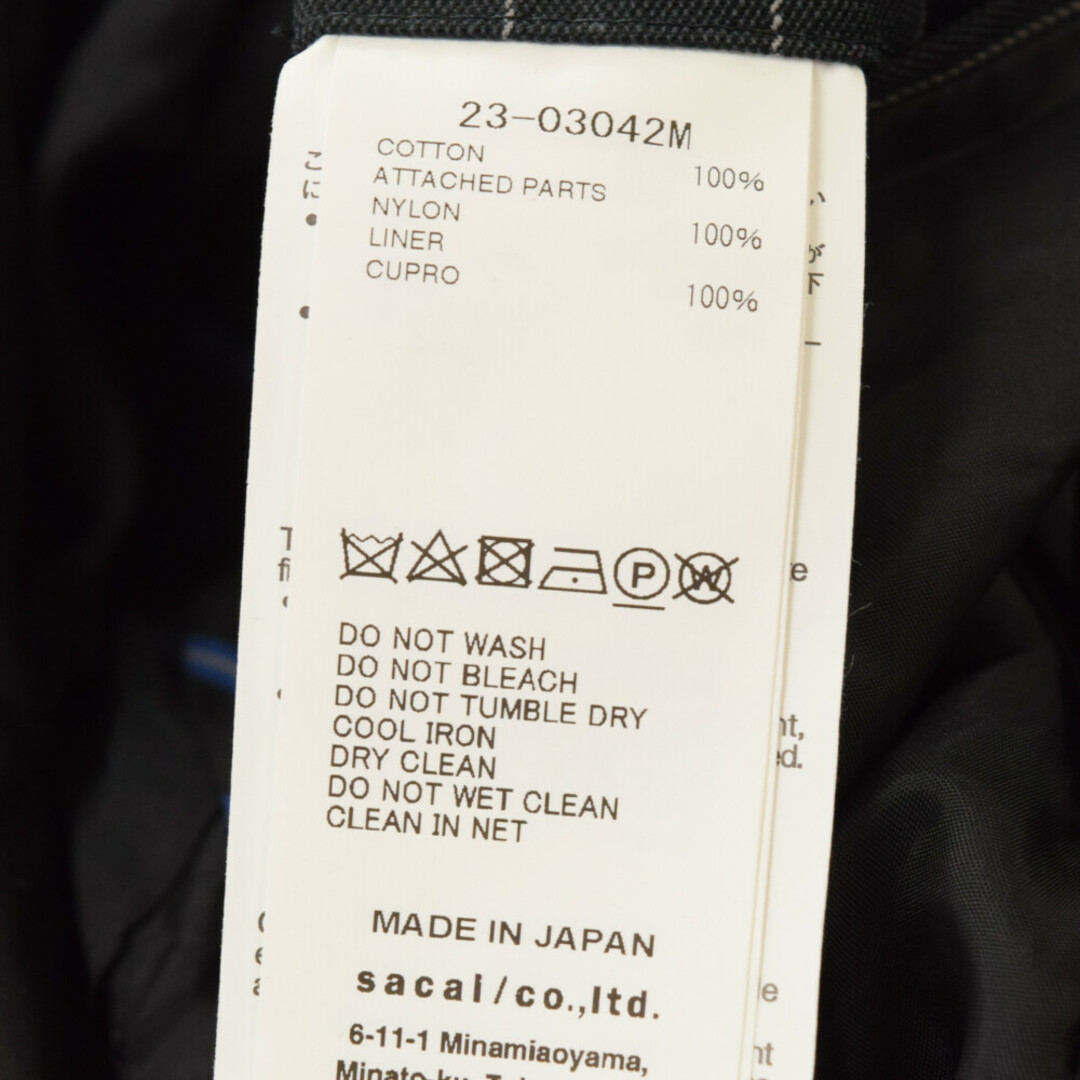 23-03042M
COTTON 100%
ATTACHED PARTS
NYLON 100%
LINER
CUPRO 100%
P W
DO NOT WASH
DO NOT BLEACH
DO NOT TUMBLE DRY
COOL IRON
DRY CLEAN
DO NOT WET CLEAN
CLEAN IN NET
MADE IN JAPAN
sacai/co.,ltd.
6-11-1 Minamiaoyama,